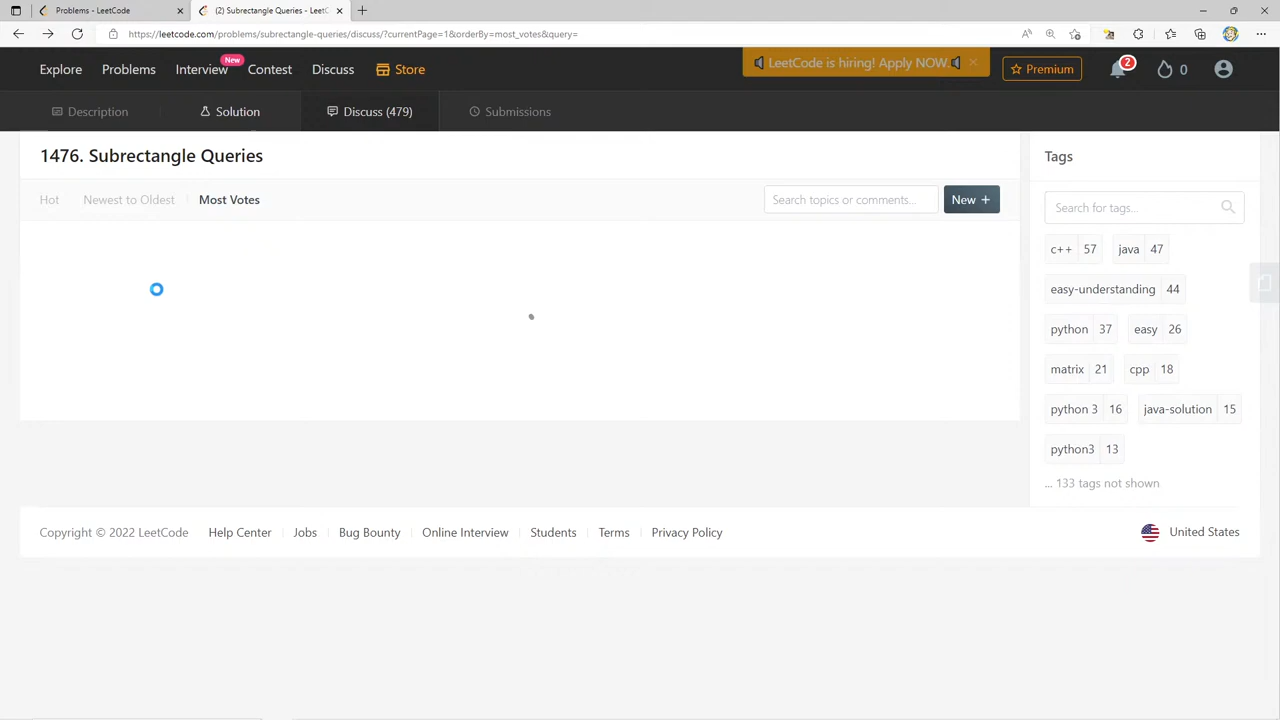 Problems - LeetCode
(2) Subrectangle Queries - LeetC
https://leetcode.com/problems/subrectangle-queries/discuss/?currentPage=1&orderBy=most_votes&query=
Explore Problems Interview New Contest Discuss Store
LeetCode is hiring! Apply NOW.
Premium 2 0
Description Solution Discuss (479) Submissions
1476. Subrectangle Queries
Hot Newest to Oldest Most Votes
Search topics or comments... New +
Tags
Search for tags...
c++ 57 java 47
easy-understanding 44
python 37 easy 26
matrix 21 cpp 18
python 3 16 java-solution 15
python3 13
... 133 tags not shown
Copyright © 2022 LeetCode Help Center Jobs Bug Bounty Online Interview Students Terms Privacy Policy United States